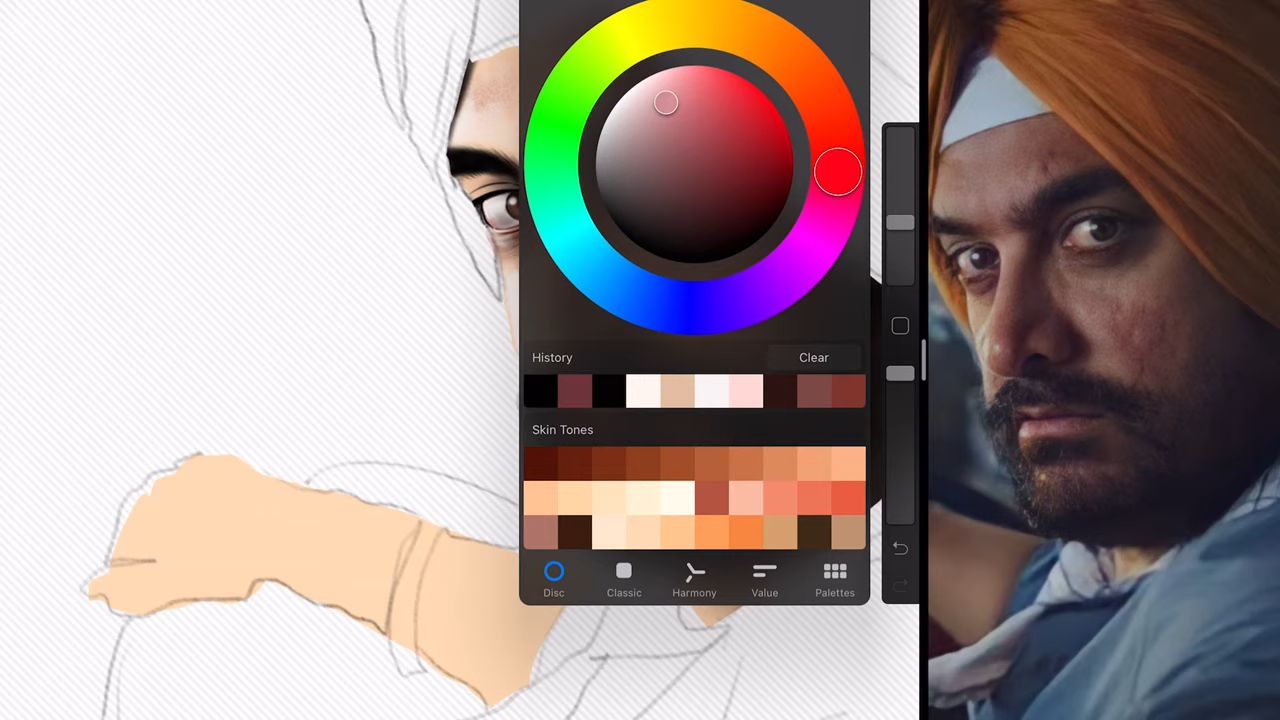 History
Clear
Skin Tones
Disc
Classic
Harmony
Value
Palettes